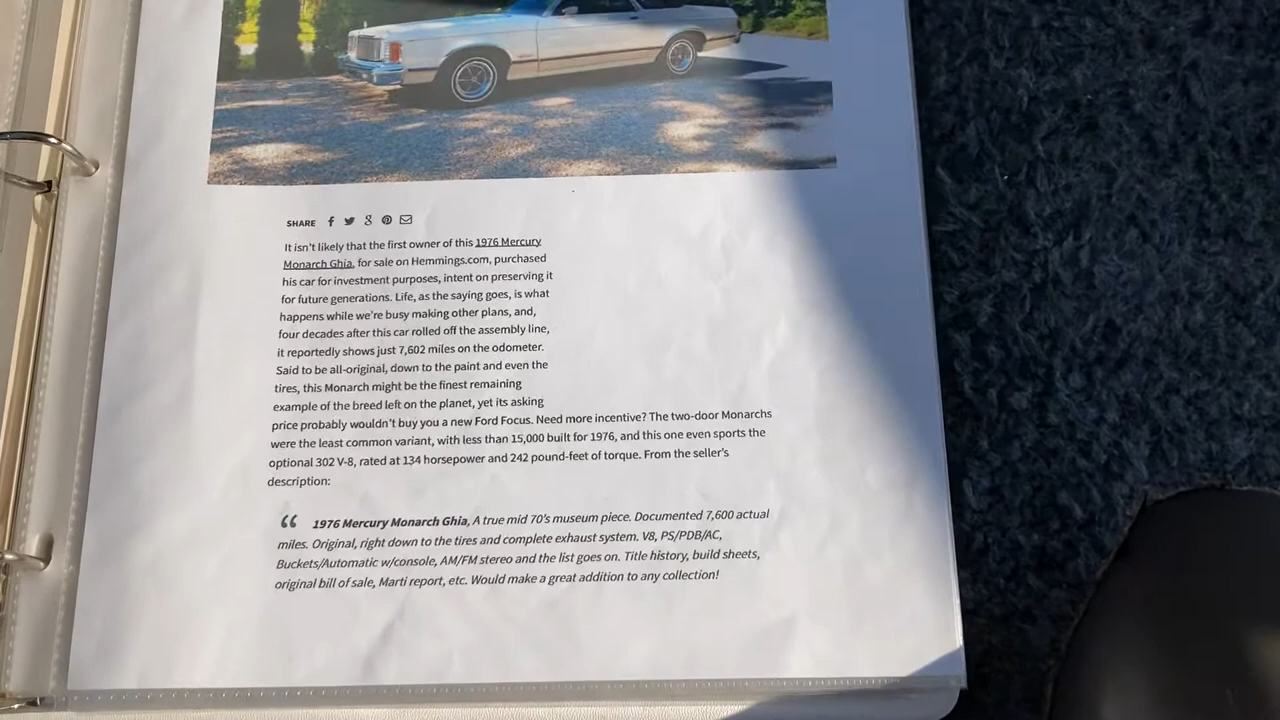 SHARE
It isn't likely that the first owner of this 1976 Mercury
Monarch Ghia, for sale on Hemmings.com, purchased
his car for investment purposes, intent on preserving it
for future generations. Life, as the saying goes, is what
happens while we're busy making other plans, and,
four decades after this car rolled off the assembly line,
it reportedly shows just 7,602 miles on the odometer.
Said to be all-original, down to the paint and even the
tires, this Monarch might be the finest remaining
example of the breed left on the planet, yet its asking
price probably wouldn't buy you a new Ford Focus. Need more incentive? The two-door Monarchs
were the least common variant, with less than 15,000 built for 1976, and this one even sports the
optional 302 V-8, rated at 134 horsepower and 242 pound-feet of torque. From the seller's
description:
“ 1976 Mercury Monarch Ghia, A true mid 70's museum piece. Documented 7,600 actual
miles. Original, right down to the tires and complete exhaust system. V8, PS/PDB/AC,
Buckets/Automatic w/console, AM/FM stereo and the list goes on. Title history, build sheets,
original bill of sale, Marti report, etc. Would make a great addition to any collection!